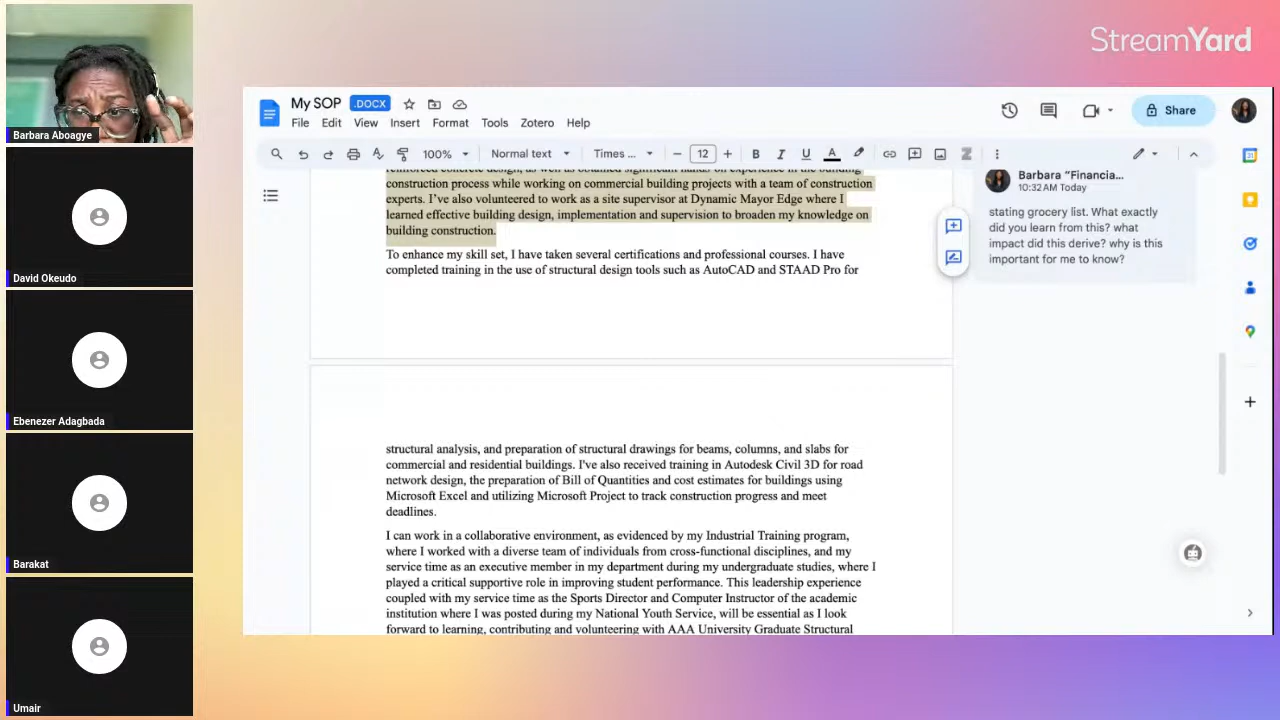 StreamYard
Barbara Aboagye
David Okeudo
Ebenezer Adagbada
Barakat
Umair
My SOP .DOCX
Share
File Edit View Insert Format Tools Zotero Help
100% Normal text Times ... 12
reinforced concrete design, as well as obtained significant hands-on experience in the building
construction process while working on commercial building projects with a team of construction
experts. I’ve also volunteered to work as a site supervisor at Dynamic Mayor Edge where I
learned effective building design, implementation and supervision to broaden my knowledge on
building construction.
To enhance my skill set, I have taken several certifications and professional courses. I have
completed training in the use of structural design tools such as AutoCAD and STAAD Pro for
structural analysis, and preparation of structural drawings for beams, columns, and slabs for
commercial and residential buildings. I've also received training in Autodesk Civil 3D for road
network design, the preparation of Bill of Quantities and cost estimates for buildings using
Microsoft Excel and utilizing Microsoft Project to track construction progress and meet
deadlines.
I can work in a collaborative environment, as evidenced by my Industrial Training program,
where I worked with a diverse team of individuals from cross-functional disciplines, and my
service time as an executive member in my department during my undergraduate studies, where I
played a critical supportive role in improving student performance. This leadership experience
coupled with my service time as the Sports Director and Computer Instructor of the academic
institution where I was posted during my National Youth Service, will be essential as I look
forward to learning, contributing and volunteering with AAA University Graduate Structural
Barbara “Financia...
10:32 AM Today
stating grocery list. What exactly
did you learn from this? what
impact did this derive? why is this
important for me to know?